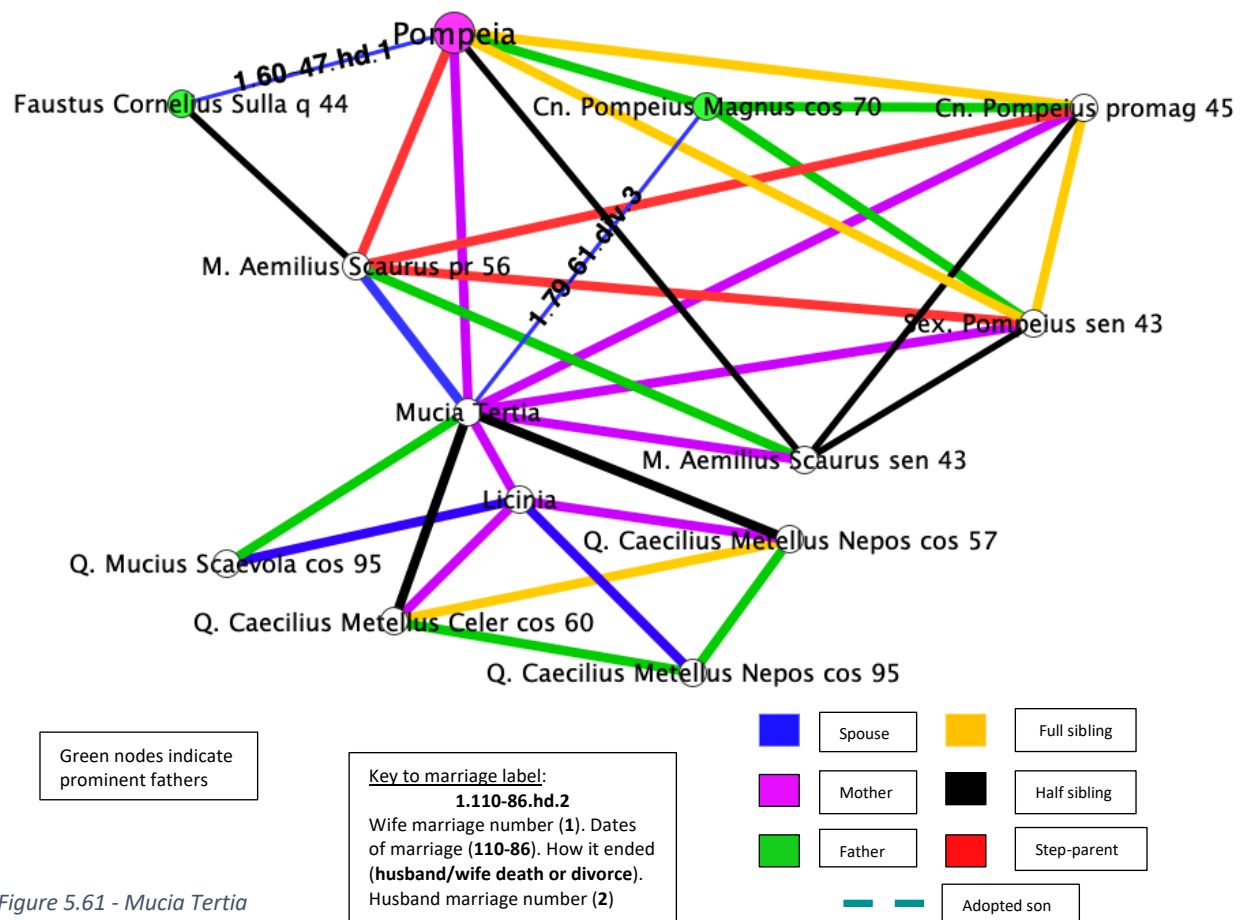 Pompeia
1.60-47.hd.1
Faustus Cornelius Sulla q 44
Cn. Pompeius Magnus cos 70
Cn. Pompeius promag 45
1.79-61.div.3
M. Aemilius Scaurus pr 56
Sex. Pompeius sen 43
Mucia Tertia
M. Aemilius Scaurus sen 43
Licinia
Q. Caecilius Metellus Nepos cos 57
Q. Mucius Scaevola cos 95
Q. Caecilius Metellus Celer cos 60
Q. Caecilius Metellus Nepos cos 95
Green nodes indicate
prominent fathers
Key to marriage label:
1.110-86.hd.2
Wife marriage number (1). Dates
of marriage (110-86). How it ended
(husband/wife death or divorce).
Husband marriage number (2)
Spouse
Full sibling
Mother
Half sibling
Father
Step-parent
Adopted son
Figure 5.61 - Mucia Tertia